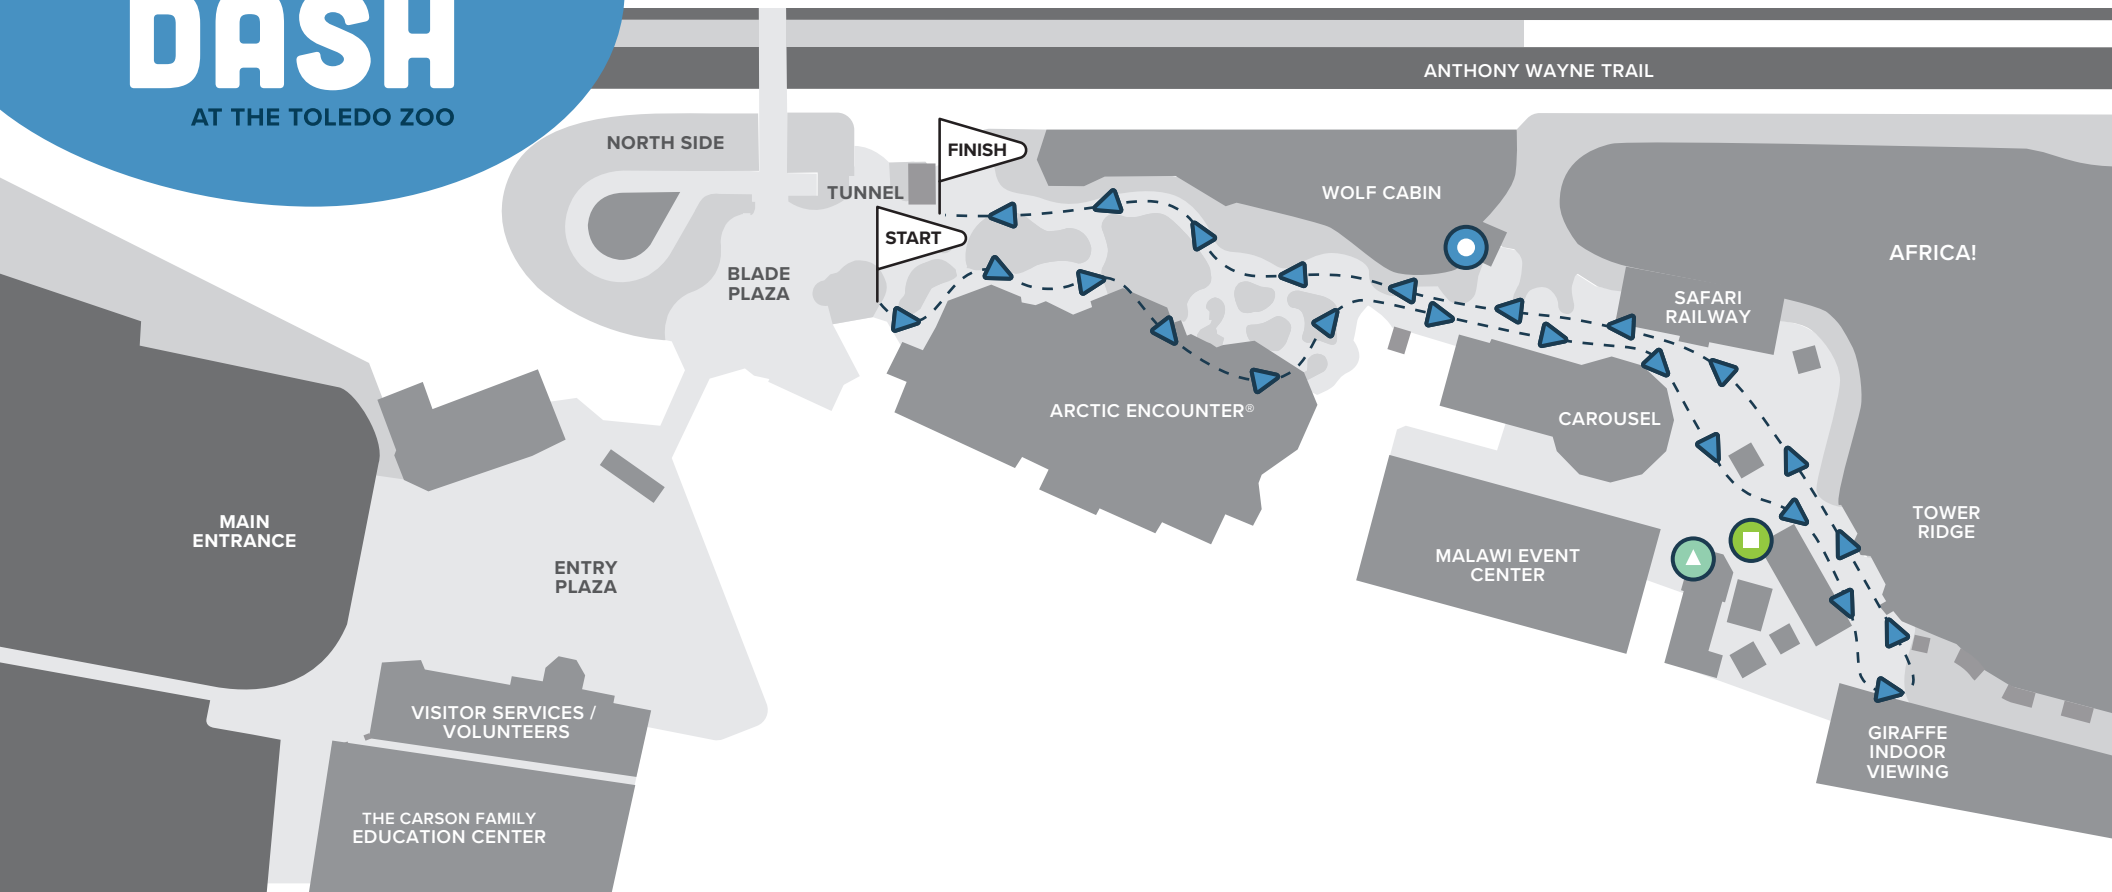 DASH
AT THE TOLEDO ZOO
ANTHONY WAYNE TRAIL
NORTH SIDE
FINISH
TUNNEL
WOLF CABIN
START
AFRICA!
BLADE
PLAZA
SAFARI
RAILWAY
ARCTIC ENCOUNTER®
CAROUSEL
MAIN
ENTRANCE
TOWER
RIDGE
ENTRY
PLAZA
MALAWI EVENT
CENTER
VISITOR SERVICES /
VOLUNTEERS
GIRAFFE
INDOOR
VIEWING
THE CARSON FAMILY
EDUCATION CENTER